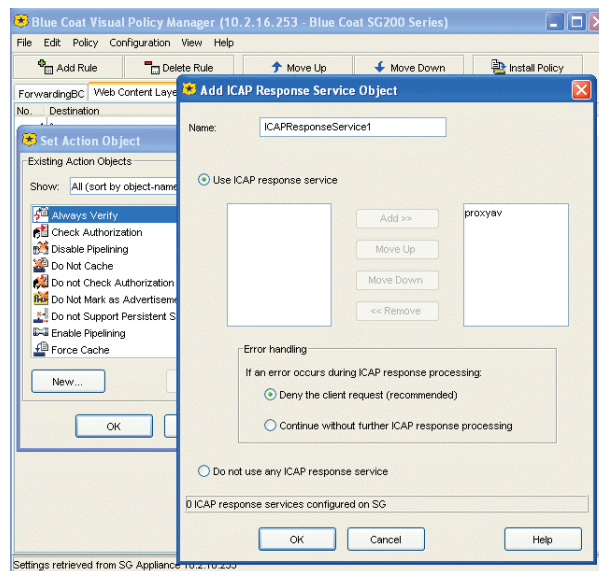 Blue Coat Visual Policy Manager (10.2.16.253 - Blue Coat SG200 Series)
File Edit Policy Configuration View Help
Add Rule Delete Rule Move Up Move Down Install Policy
ForwardingBC Web Content Laye
No. Destination
Set Action Object
Existing Action Objects
Show: All (sort by object-name
Always Verify
Check Authorization
Disable Pipelining
Do Not Cache
Do not Check Authorization
Do Not Mark as Advertiseme
Do not Support Persistent S
Enable Pipelining
Force Cache
New...
OK
Add ICAP Response Service Object
Name: ICAPResponseService1
Use ICAP response service
Add >>
Move Up
Move Down
<< Remove
proxyav
Error handling
If an error occurs during ICAP response processing:
Deny the client request (recommended)
Continue without further ICAP response processing
Do not use any ICAP response service
0 ICAP response services configured on SG
OK Cancel Help
Settings retrieved from SG Appliance 10.2.16.253